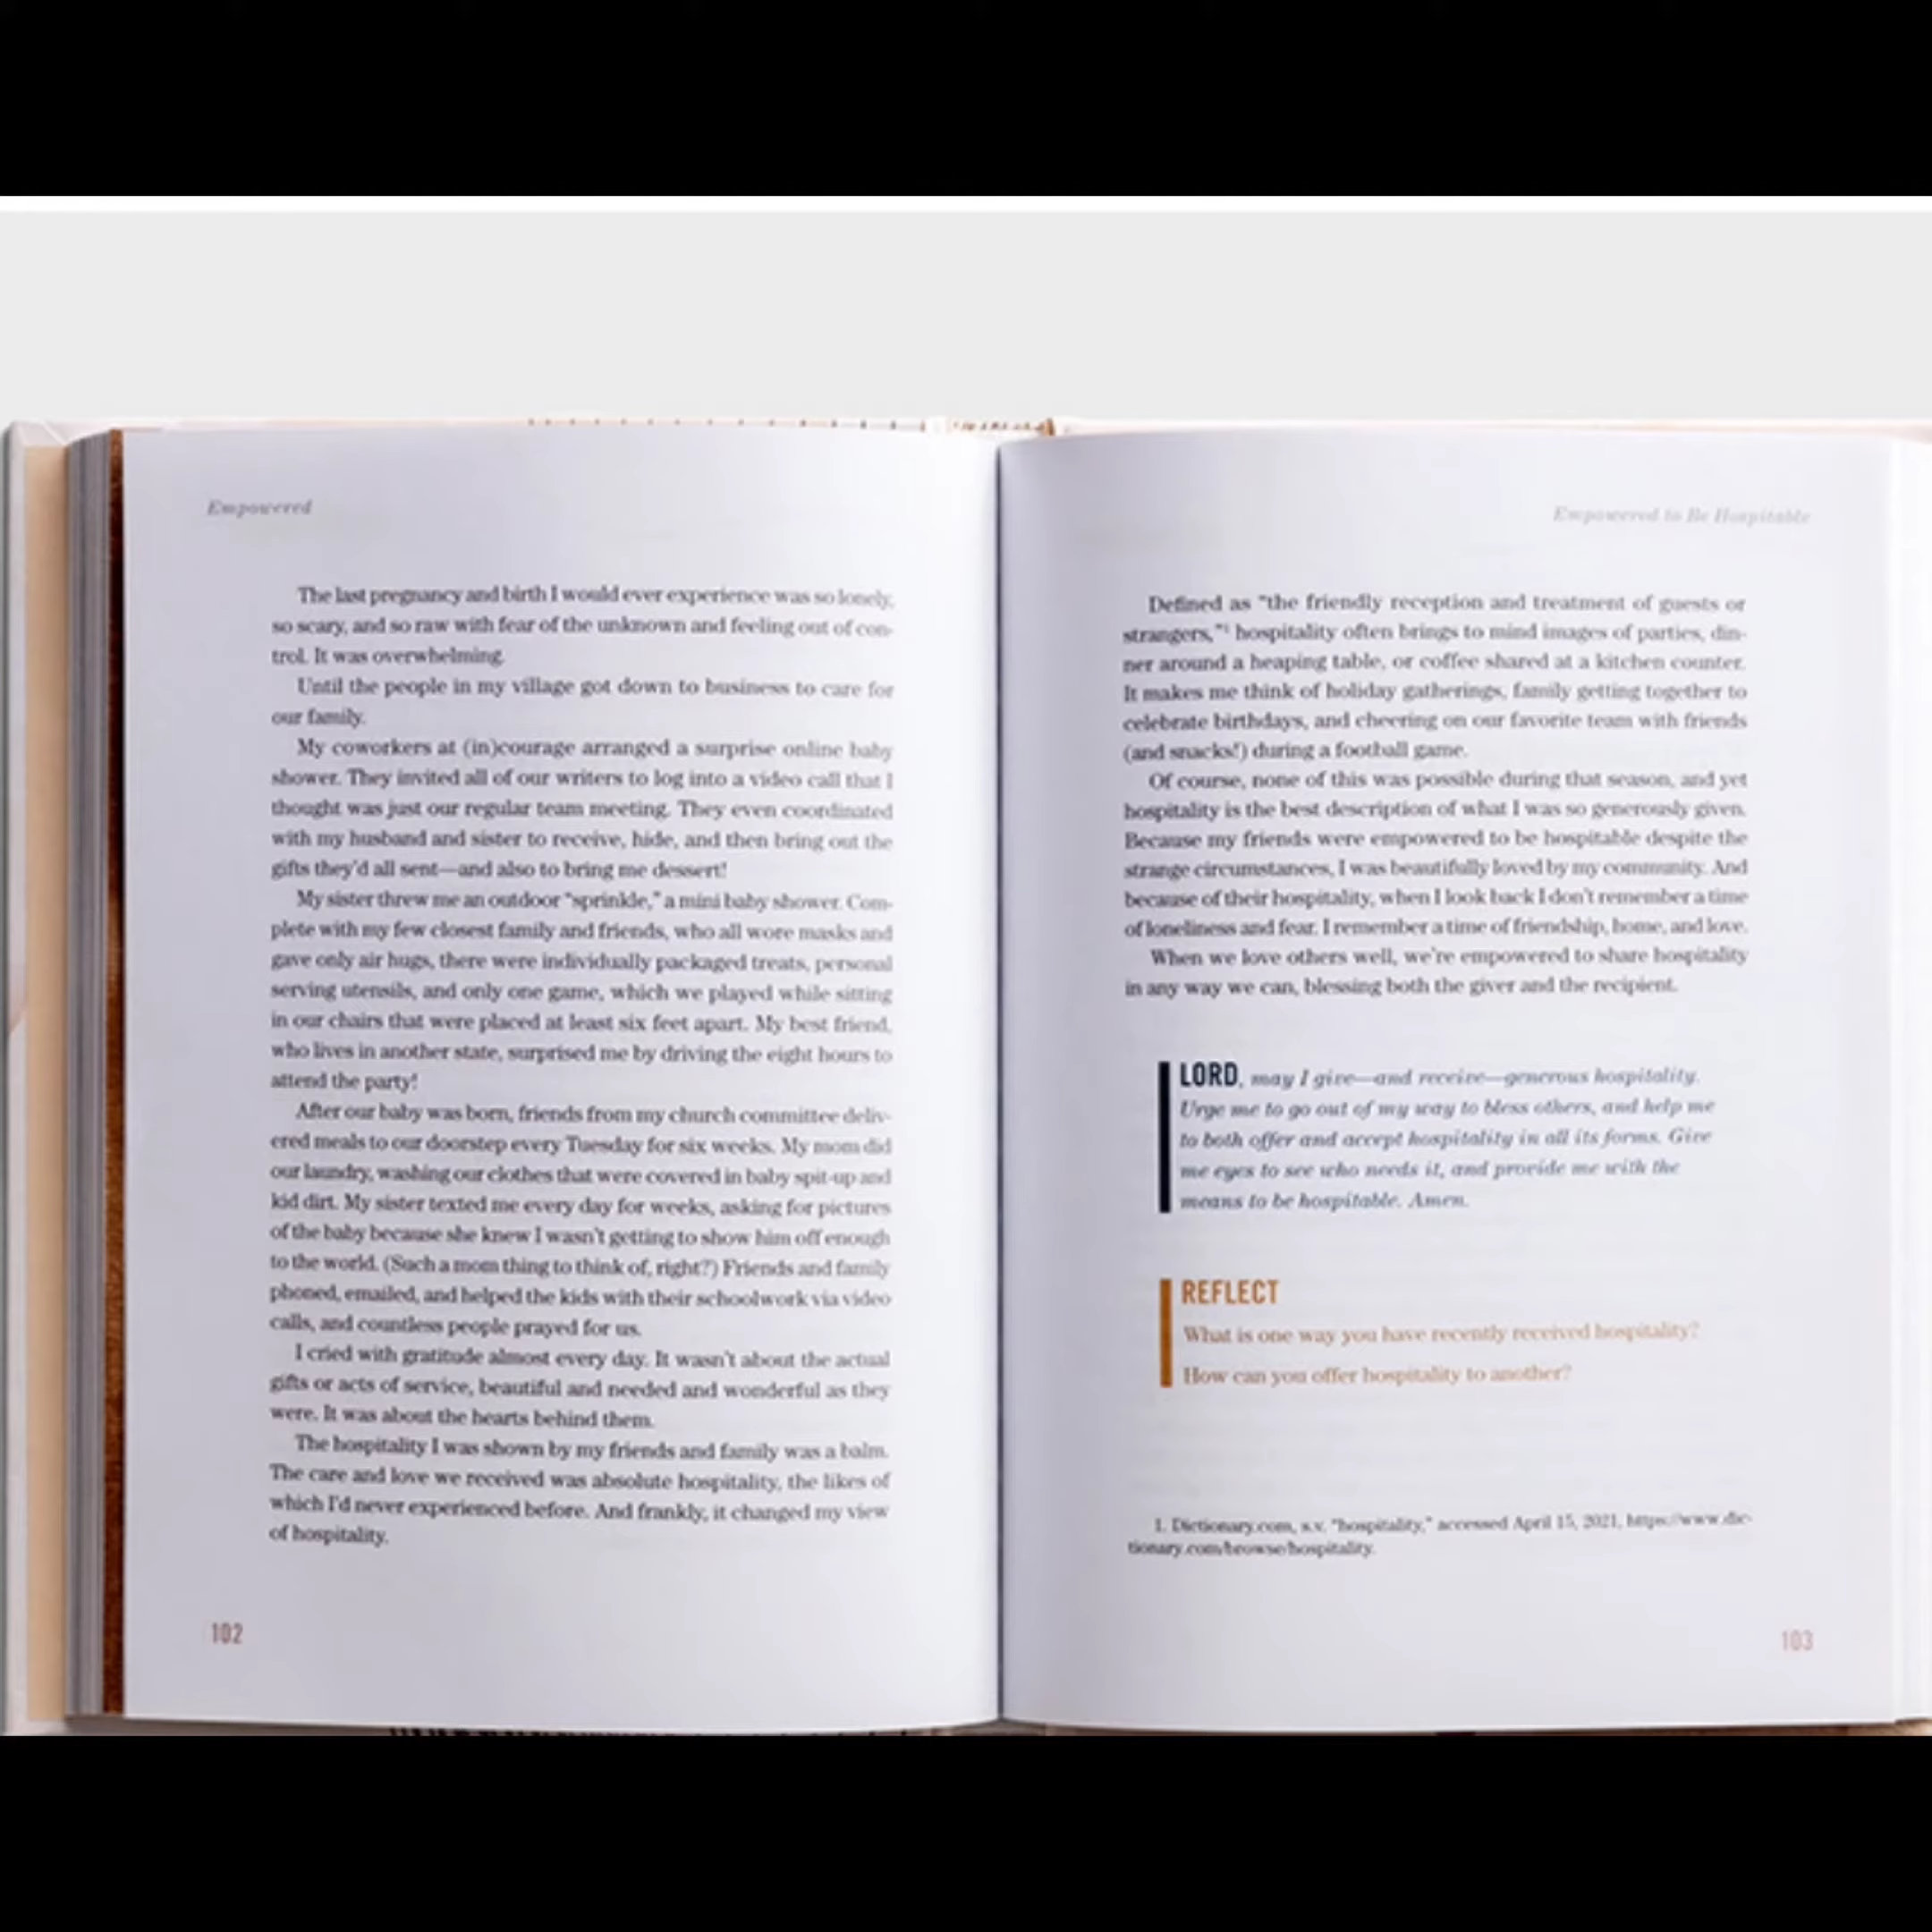 Empowered
The last pregnancy and birth I would ever experience was so lonely,
so scary, and so raw with fear of the unknown and feeling out of con-
trol. It was overwhelming.
Until the people in my village got down to business to care for
our family.
My coworkers at (in)courage arranged a surprise online baby
shower. They invited all of our writers to log into a video call that I
thought was just our regular team meeting. They even coordinated
with my husband and sister to receive, hide, and then bring out the
gifts they'd all sent—and also to bring me dessert!
My sister threw me an outdoor "sprinkle," a mini baby shower. Com-
plete with my few closest family and friends, who all wore masks and
gave only air hugs, there were individually packaged treats, personal
serving utensils, and only one game, which we played while sitting
in our chairs that were placed at least six feet apart. My best friend,
who lives in another state, surprised me by driving the eight hours to
attend the party!
After our baby was born, friends from my church committee deliv-
ered meals to our doorstep every Tuesday for six weeks. My mom did
our laundry, washing our clothes that were covered in baby spit-up and
kid dirt. My sister texted me every day for weeks, asking for pictures
of the baby because she knew I wasn't getting to show him off enough
to the world. (Such a mom thing to think of, right?) Friends and family
phoned, emailed, and helped the kids with their schoolwork via video
calls, and countless people prayed for us.
I cried with gratitude almost every day. It wasn't about the actual
gifts or acts of service, beautiful and needed and wonderful as they
were. It was about the hearts behind them.
The hospitality I was shown by my friends and family was a balm.
The care and love we received was absolute hospitality, the likes of
which I'd never experienced before. And frankly, it changed my view
of hospitality.
102
Empowered to Be Hospitable
Defined as "the friendly reception and treatment of guests or
strangers,"¹ hospitality often brings to mind images of parties, din-
ner around a heaping table, or coffee shared at a kitchen counter.
It makes me think of holiday gatherings, family getting together to
celebrate birthdays, and cheering on our favorite team with friends
(and snacks!) during a football game.
Of course, none of this was possible during that season, and yet
hospitality is the best description of what I was so generously given.
Because my friends were empowered to be hospitable despite the
strange circumstances, I was beautifully loved by my community. And
because of their hospitality, when I look back I don't remember a time
of loneliness and fear. I remember a time of friendship, home, and love.
When we love others well, we're empowered to share hospitality
in any way we can, blessing both the giver and the recipient.
LORD, may I give—and receive—generous hospitality.
Urge me to go out of my way to bless others, and help me
to both offer and accept hospitality in all its forms. Give
me eyes to see who needs it, and provide me with the
means to be hospitable. Amen.
REFLECT
What is one way you have recently received hospitality?
How can you offer hospitality to another?
1. Dictionary.com, s.v. "hospitality," accessed April 15, 2021, https://www.dic-
tionary.com/browse/hospitality.
103